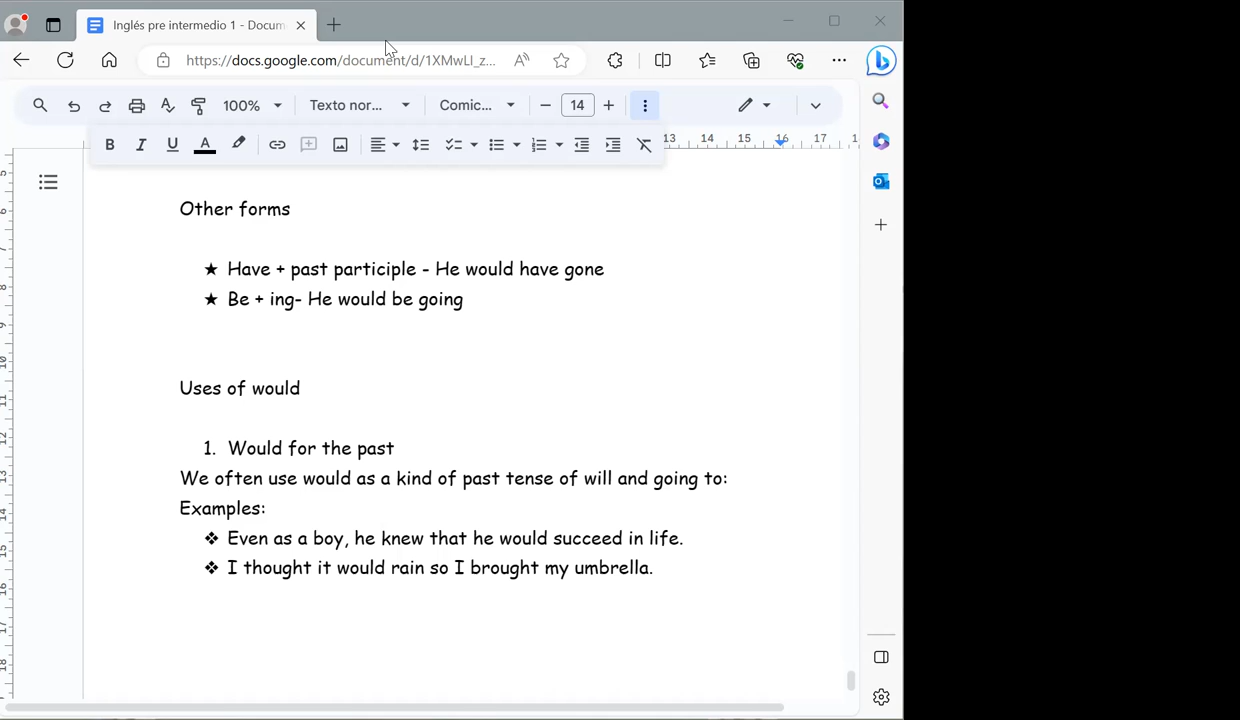 Inglés pre intermedio 1 - Docum
https://docs.google.com/document/d/1XMwLI_z...
100% Texto nor... Comic... 14
13 14 15 16 17
Other forms
★ Have + past participle - He would have gone
★ Be + ing- He would be going
Uses of would
1. Would for the past
We often use would as a kind of past tense of will and going to:
Examples:
❖ Even as a boy, he knew that he would succeed in life.
❖ I thought it would rain so I brought my umbrella.